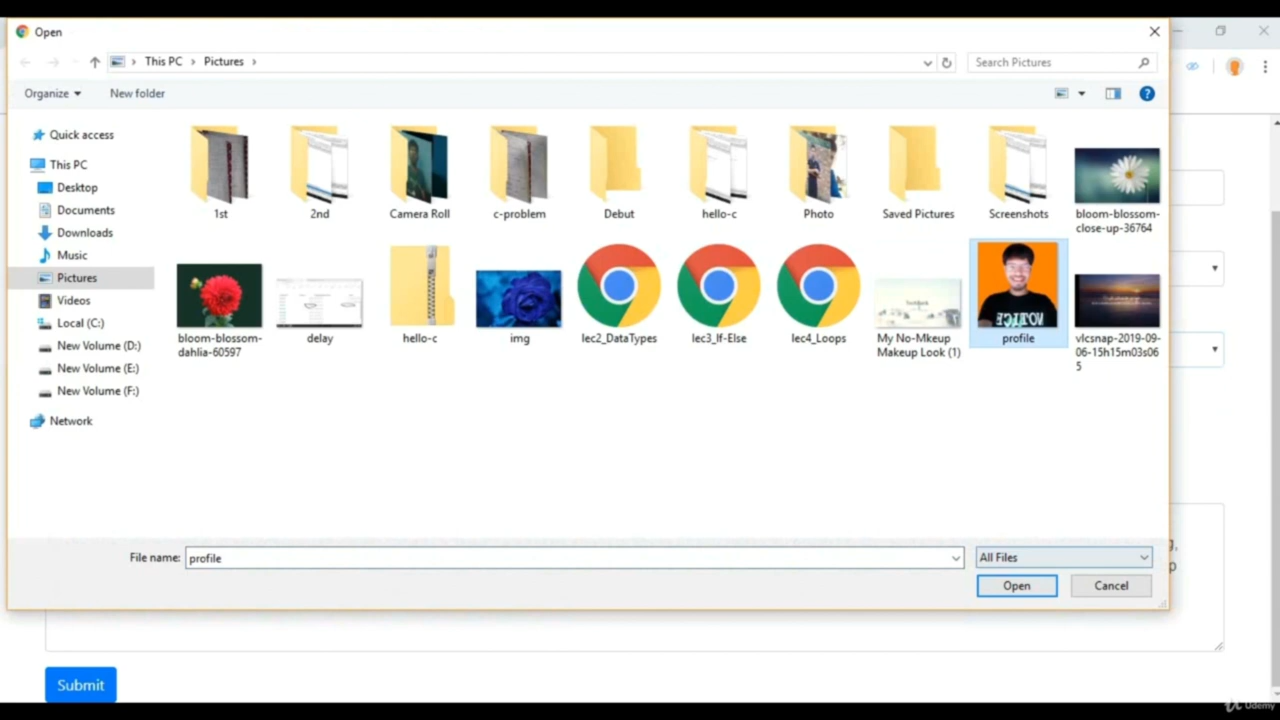 Open
This PC
Pictures
Search Pictures
Organize
New folder
Quick access
This PC
Desktop
Documents
Downloads
Music
Pictures
Videos
Local (C:)
New Volume (D:)
New Volume (E:)
New Volume (F:)
Network
1st
2nd
Camera Roll
c-problem
Debut
hello-c
Photo
Saved Pictures
Screenshots
bloom-blossom-
close-up-36764
bloom-blossom-
dahlia-60597
delay
hello-c
img
lec2_DataTypes
lec3_If-Else
lec4_Loops
My No-Mkeup
Makeup Look (1)
profile
vlcsnap-2019-09-
06-15h15m03s06
5
File name:
profile
All Files
Open
Cancel
Submit
Udemy